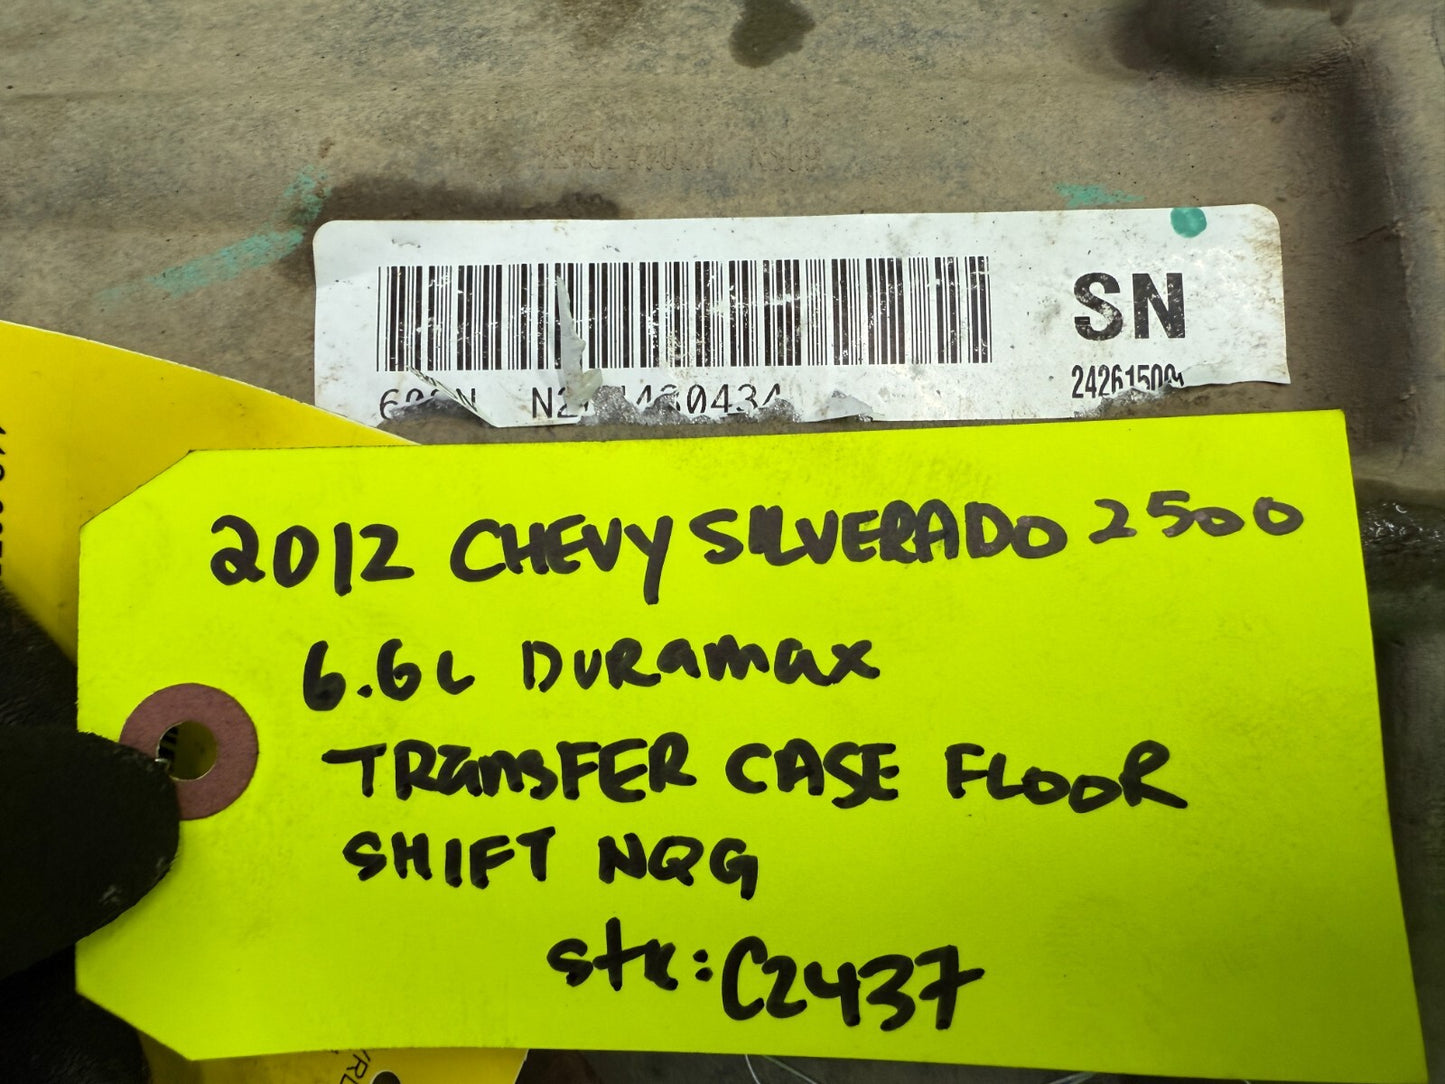 SN
2012 CHEVY SILVERADO 2500
6.6L DURAMAX
TRANSFER CASE FLOOR
SHIFT NQG
STK: C2437